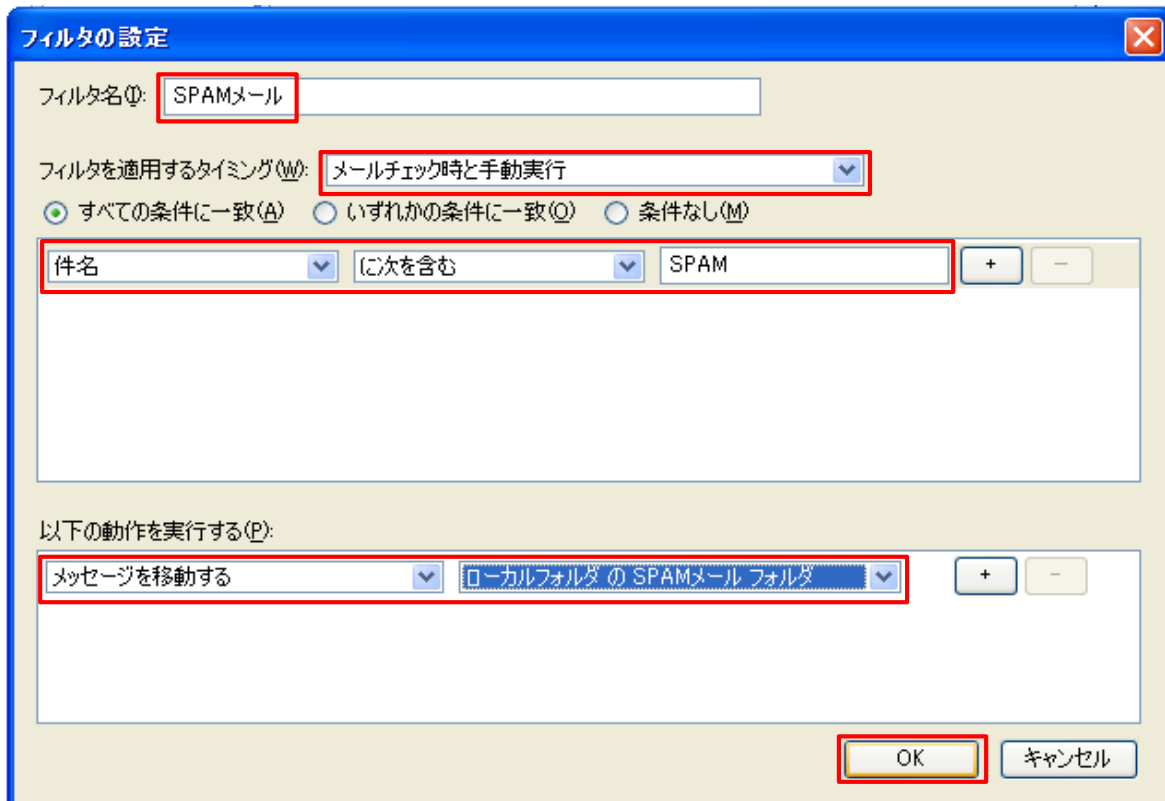 フィルタの設定
フィルタ名(I): SPAMメール
フィルタを適用するタイミング(W): メールチェック時と手動実行
すべての条件に一致(A) いずれかの条件に一致(O) 条件なし(M)
件名 に次を含む SPAM + −
以下の動作を実行する(P):
メッセージを移動する ローカルフォルダ の SPAMメール フォルダ + −
OK キャンセル